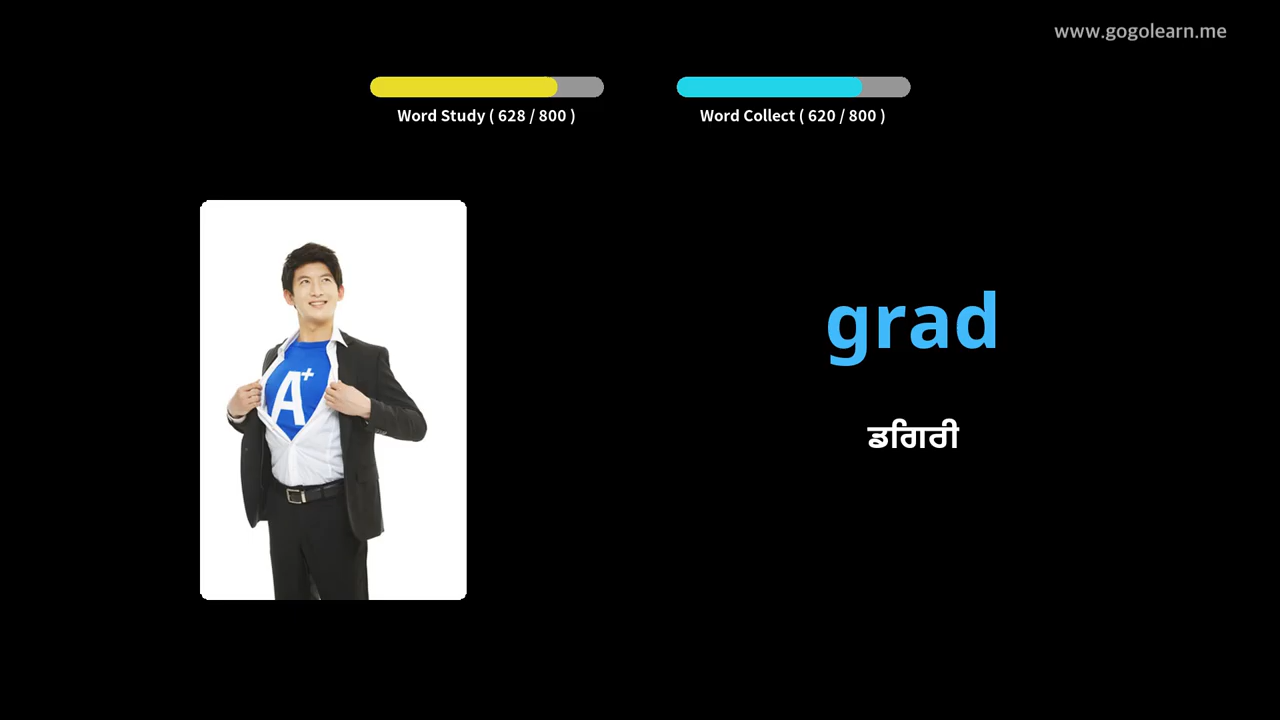 www.gogolearn.me
Word Study ( 628 / 800 )
Word Collect ( 620 / 800 )
A+
grad
ਡਗਿਰੀ